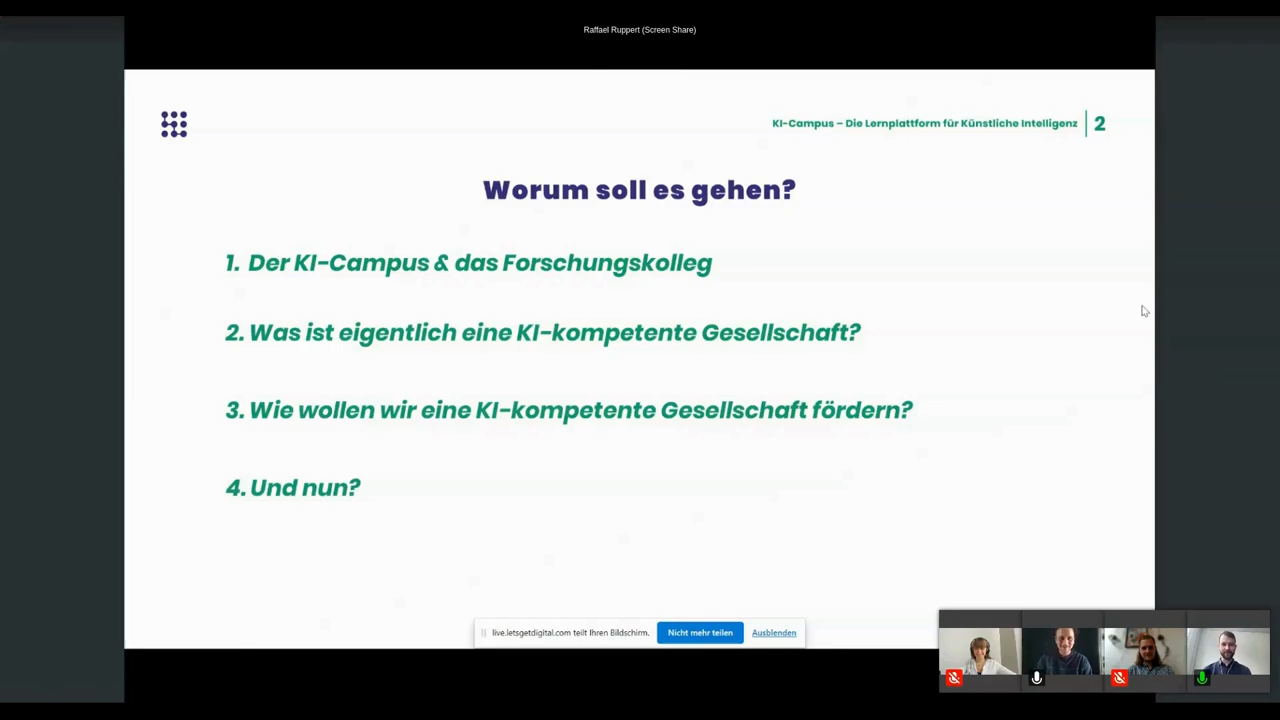 Raffael Ruppert (Screen Share)
KI-Campus – Die Lernplattform für Künstliche Intelligenz
2
Worum soll es gehen?
1. Der KI-Campus & das Forschungskolleg
2. Was ist eigentlich eine KI-kompetente Gesellschaft?
3. Wie wollen wir eine KI-kompetente Gesellschaft fördern?
4. Und nun?
live.letsgetdigital.com teilt Ihren Bildschirm.
Nicht mehr teilen
Ausblenden